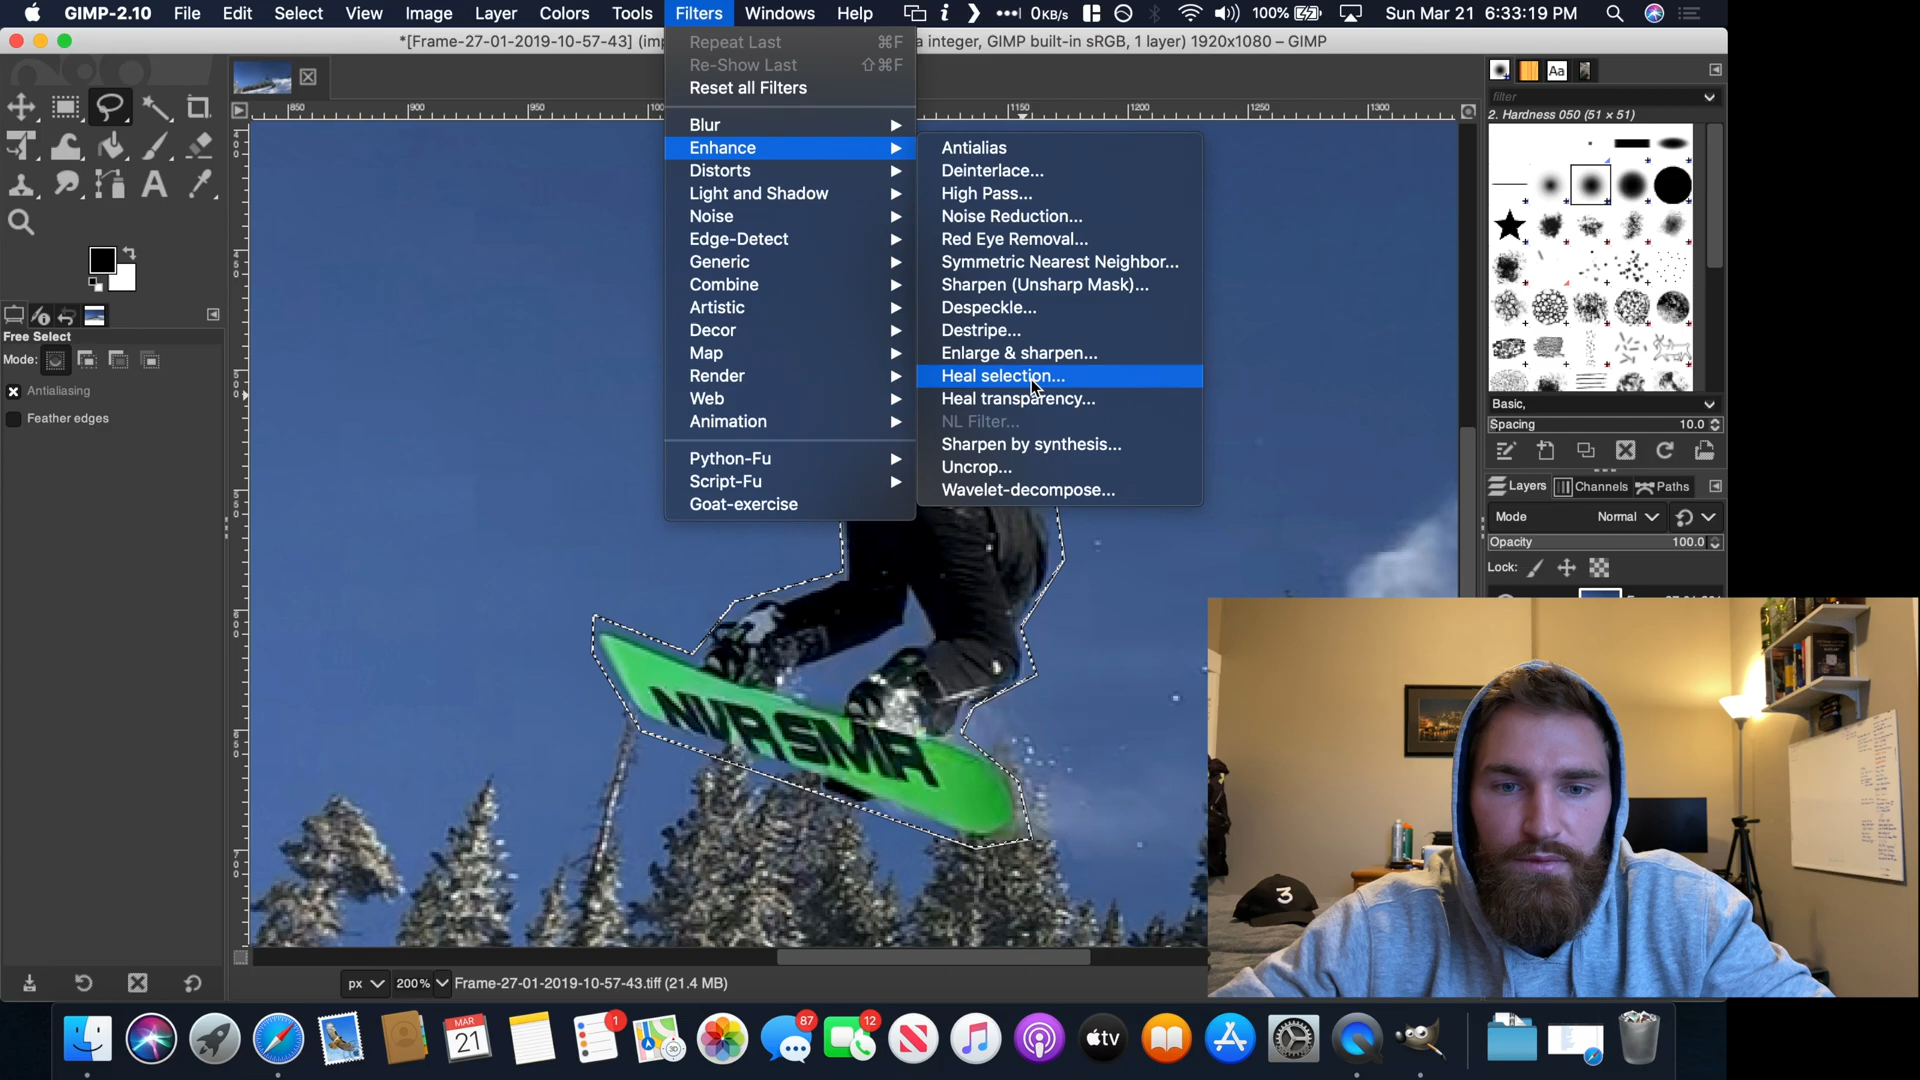 GIMP-2.10 File Edit Select View Image Layer Colors Tools Filters Windows Help 0KB/s 100% Sun Mar 21 6:33:19 PM
*[Frame-27-01-2019-10-57-43] (im
a integer, GIMP built-in sRGB, 1 layer) 1920x1080 – GIMP
850 900 950 1150 1200 1250 1300
Repeat Last ⌘F
Re-Show Last ⇧⌘F
Reset all Filters
Blur
Enhance
Distorts
Light and Shadow
Noise
Edge-Detect
Generic
Combine
Artistic
Decor
Map
Render
Web
Animation
Python-Fu
Script-Fu
Goat-exercise
Antialias
Deinterlace...
High Pass...
Noise Reduction...
Red Eye Removal...
Symmetric Nearest Neighbor...
Sharpen (Unsharp Mask)...
Despeckle...
Destripe...
Enlarge & sharpen...
Heal selection...
Heal transparency...
NL Filter...
Sharpen by synthesis...
Uncrop...
Wavelet-decompose...
Free Select
Mode:
Antialiasing
Feather edges
Aa
filter
2. Hardness 050 (51 × 51)
Basic,
Spacing 10.0
Layers Channels Paths
Mode Normal
Opacity 100.0
Lock:
NVRSMR
3
px 200% Frame-27-01-2019-10-57-43.tiff (21.4 MB)
MAR
21
1
3D
87
12
tv